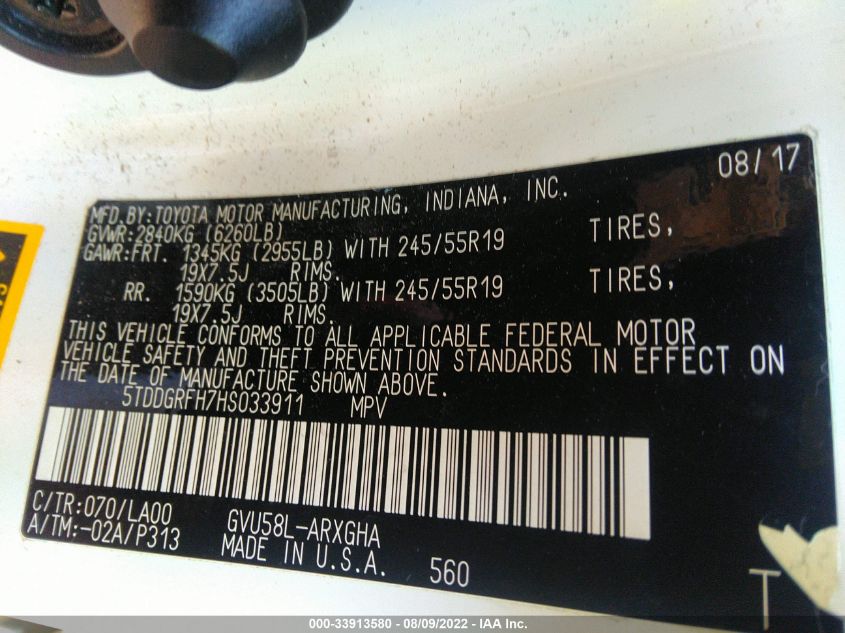 08/17
MFD. BY: TOYOTA MOTOR MANUFACTURING, INDIANA, INC.
GVWR: 2840KG (6260LB)
GAWR: FRT. 1345KG (2955LB) WITH 245/55R19 TIRES,
19X7.5J RIMS.
RR. 1590KG (3505LB) WITH 245/55R19 TIRES,
19X7.5J RIMS.
THIS VEHICLE CONFORMS TO ALL APPLICABLE FEDERAL MOTOR
VEHICLE SAFETY AND THEFT PREVENTION STANDARDS IN EFFECT ON
THE DATE OF MANUFACTURE SHOWN ABOVE.
5TDDGRFH7HS033911 MPV
C/TR: 070/LA00 GVU58L-ARXGHA
A/TM: -02A/P313 MADE IN U.S.A. 560
T
000-33913580 - 08/09/2022 - IAA Inc.